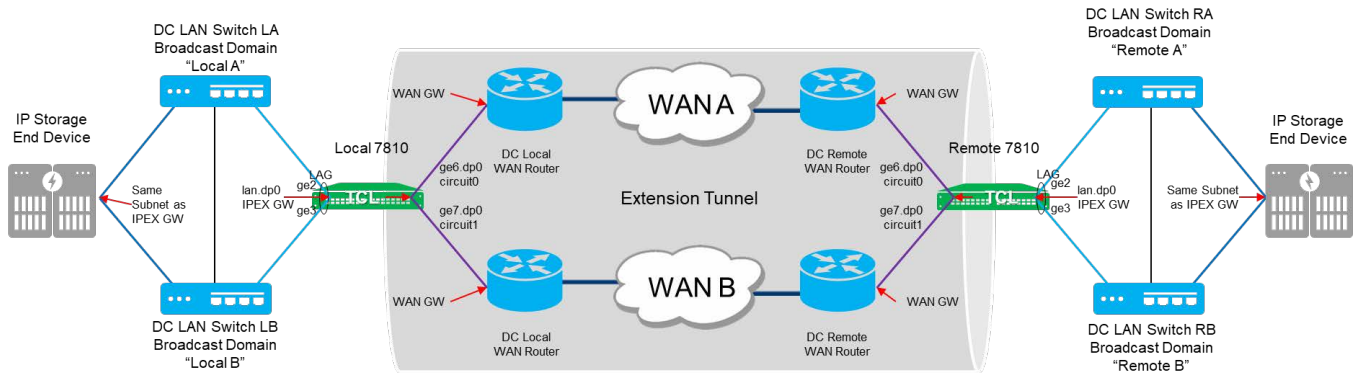 DC LAN Switch LA
Broadcast Domain
“Local A”
IP Storage
End Device
Same
Subnet as
IPEX GW
DC LAN Switch LB
Broadcast Domain
“Local B”
Local 7810
LAG
ge2
lan.dp0
IPEX GW
ge3
TCL
WAN GW
DC Local
WAN Router
ge6.dp0
circuit0
ge7.dp0
circuit1
WAN GW
DC Local
WAN Router
WAN A
Extension Tunnel
WAN B
WAN GW
DC Remote
WAN Router
ge6.dp0
circuit0
ge7.dp0
circuit1
DC Remote
WAN Router
WAN GW
Remote 7810
TCL
LAG
ge2
lan.dp0
IPEX GW
ge3
DC LAN Switch RA
Broadcast Domain
“Remote A”
Same Subnet
as IPEX GW
IP Storage
End Device
DC LAN Switch RB
Broadcast Domain
“Remote B”